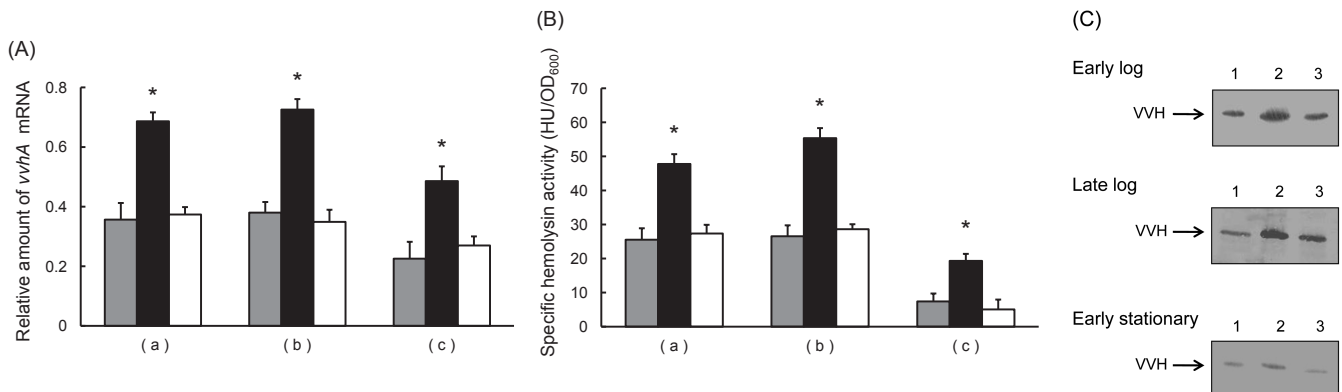 (A)
Relative amount of vvhA mRNA
0.8
0.6
0.4
0.2
0
*
*
*
( a )
( b )
( c )
(B)
Specific hemolysin activity (HU/OD600)
70
60
50
40
30
20
10
0
*
*
*
( a )
( b )
( c )
(C)
Early log
1 2 3
VVH
Late log
1 2 3
VVH
Early stationary
1 2 3
VVH